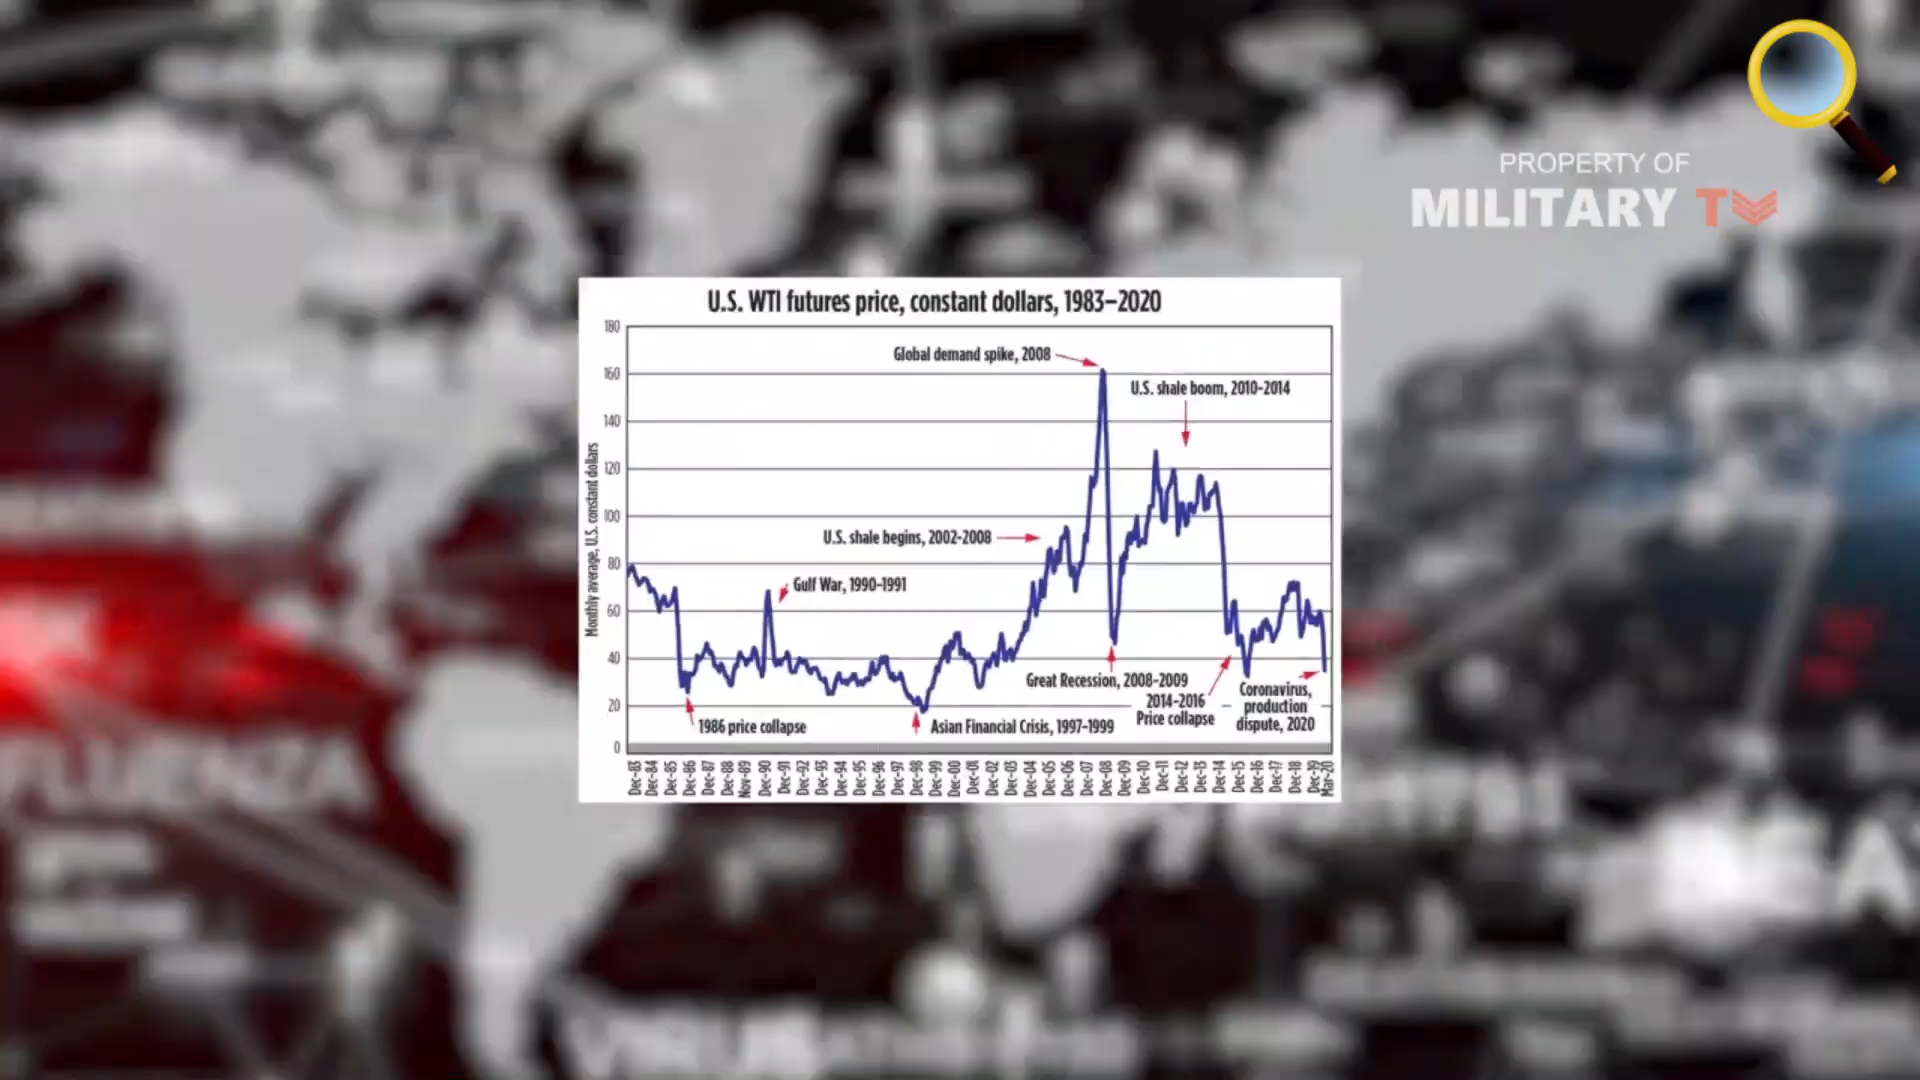 PROPERTY OF
MILITARY TV
U.S. WTI futures price, constant dollars, 1983–2020
Monthly average, U.S. constant dollars
180
160
140
120
100
80
60
40
20
0
Global demand spike, 2008
U.S. shale boom, 2010-2014
U.S. shale begins, 2002-2008
Gulf War, 1990-1991
Great Recession, 2008-2009
2014-2016
Price collapse
Coronavirus,
production
dispute, 2020
1986 price collapse
Asian Financial Crisis, 1997-1999
Dec-83
Dec-84
Dec-85
Dec-86
Dec-87
Dec-88
Nov-89
Dec-90
Dec-91
Dec-92
Dec-93
Dec-94
Dec-95
Dec-96
Dec-97
Dec-98
Dec-99
Dec-00
Dec-01
Dec-02
Dec-03
Dec-04
Dec-05
Dec-06
Dec-07
Dec-08
Dec-09
Dec-10
Dec-11
Dec-12
Dec-13
Dec-14
Dec-15
Dec-16
Dec-17
Dec-18
Dec-19
Mar-20
FLUENZA